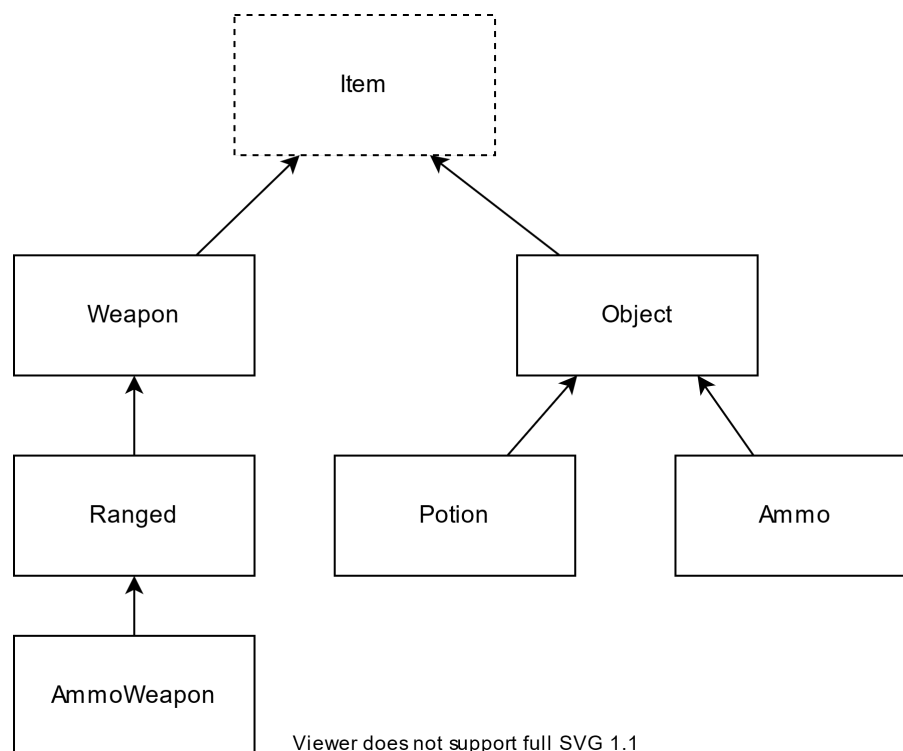 Item
Weapon
Object
Ranged
Potion
Ammo
AmmoWeapon
Viewer does not support full SVG 1.1